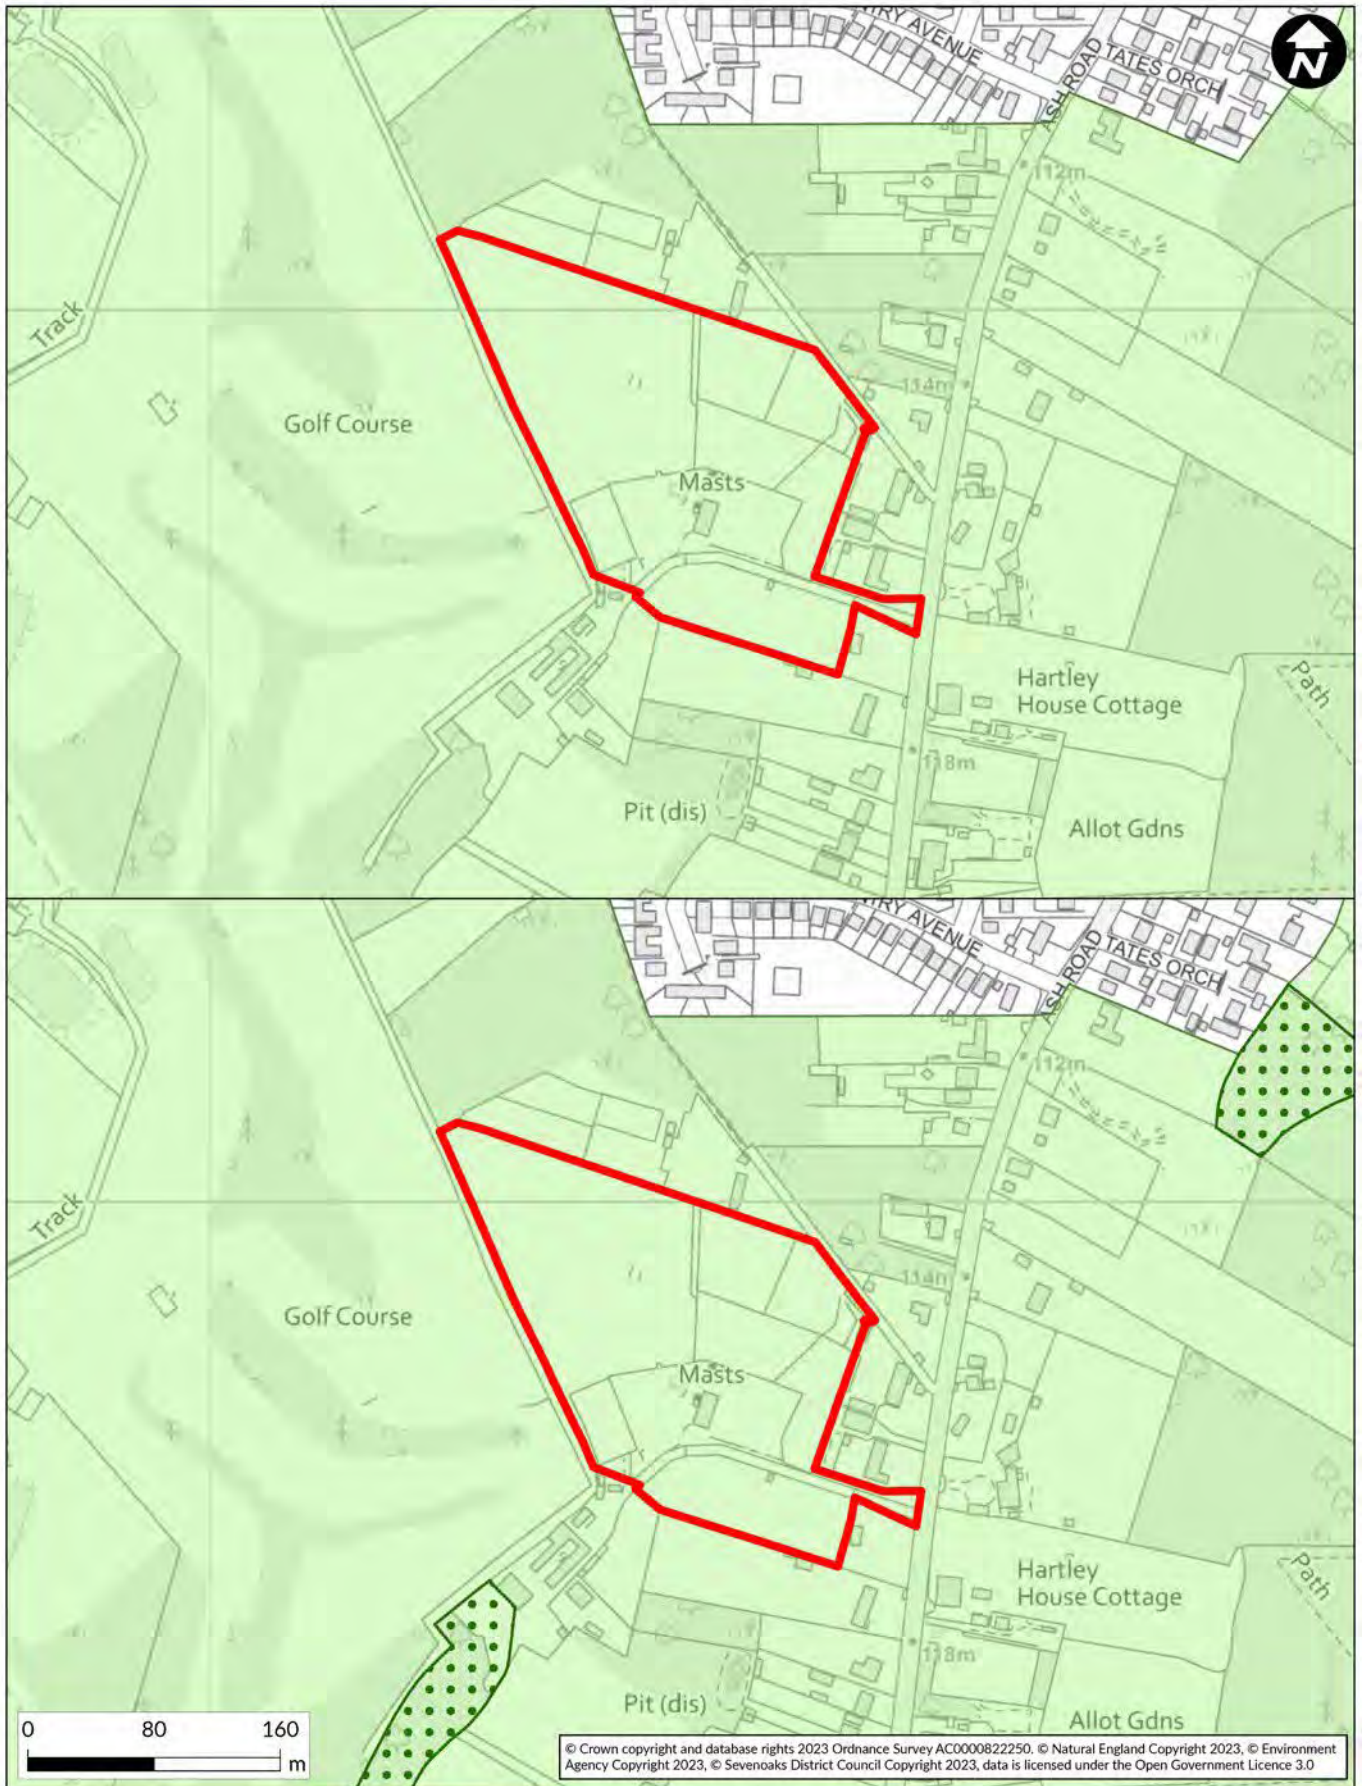 NTRY AVENUE
ASH ROAD
TATES ORCH
N
112m
Track
114m
Golf Course
Masts
Hartley
House Cottage
Path
118m
Pit (dis)
Allot Gdns
NTRY AVENUE
ASH ROAD
TATES ORCH
112m
Track
114m
Golf Course
Masts
Hartley
House Cottage
Path
118m
Pit (dis)
Allot Gdns
0 80 160
m
© Crown copyright and database rights 2023 Ordnance Survey AC0000822250. © Natural England Copyright 2023, © Environment
Agency Copyright 2023, © Sevenoaks District Council Copyright 2023, data is licensed under the Open Government Licence 3.0